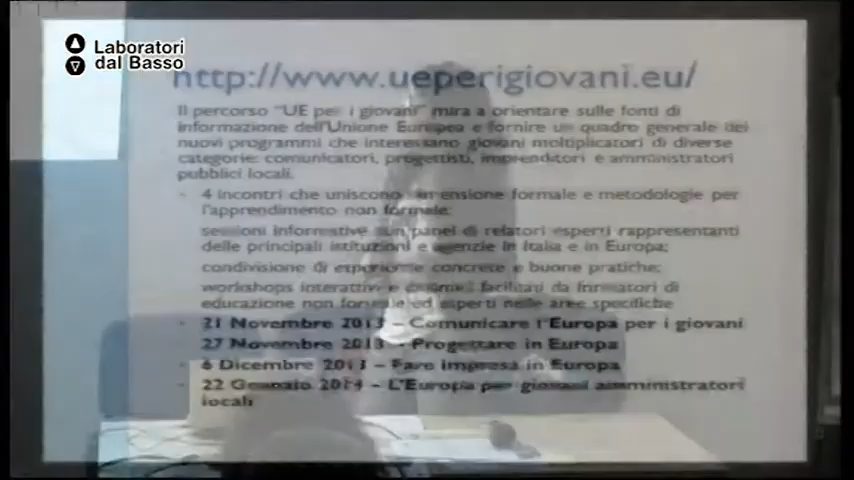 Laboratori
dal Basso
http://www.ueperigiovani.eu/
Il percorso "UE per i giovani" mira a orientare sulle fonti di
informazione dell'Unione Europea e fornire un quadro generale dei
nuovi programmi che interessano giovani moltiplicatori di diverse
categorie: comunicatori, progettisti, imprenditori e amministratori
pubblici locali.
4 incontri che uniscono dimensione formale e metodologie per
l'apprendimento non formale:
sessioni informative con panel di relatori esperti rappresentanti
delle principali istituzioni e agenzie in Italia e in Europa;
condivisione di esperienze concrete e buone pratiche;
workshops interattivi e facilitati da formatori di
educazione non formale ed esperti nelle aree specifiche
21 Novembre 2013 - Comunicare l'Europa per i giovani
27 Novembre 2013 - Progettare in Europa
6 Dicembre 2013 - Fare impresa in Europa
22 Gennaio 2014 - L'Europa per giovani amministratori
locali